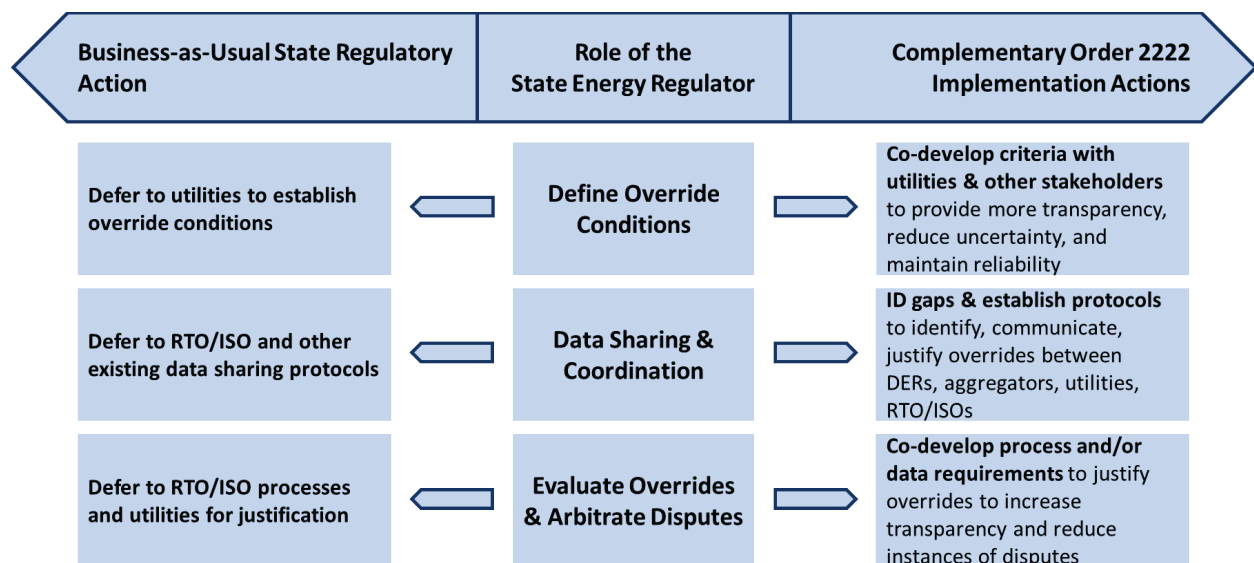 Business-as-Usual State Regulatory
Action
Role of the
State Energy Regulator
Complementary Order 2222
Implementation Actions
Defer to utilities to establish
override conditions
Define Override
Conditions
Co-develop criteria with
utilities & other stakeholders
to provide more transparency,
reduce uncertainty, and
maintain reliability
Defer to RTO/ISO and other
existing data sharing protocols
Data Sharing &
Coordination
ID gaps & establish protocols
to identify, communicate,
justify overrides between
DERs, aggregators, utilities,
RTO/ISOs
Defer to RTO/ISO processes
and utilities for justification
Evaluate Overrides
& Arbitrate Disputes
Co-develop process and/or
data requirements to justify
overrides to increase
transparency and reduce
instances of disputes